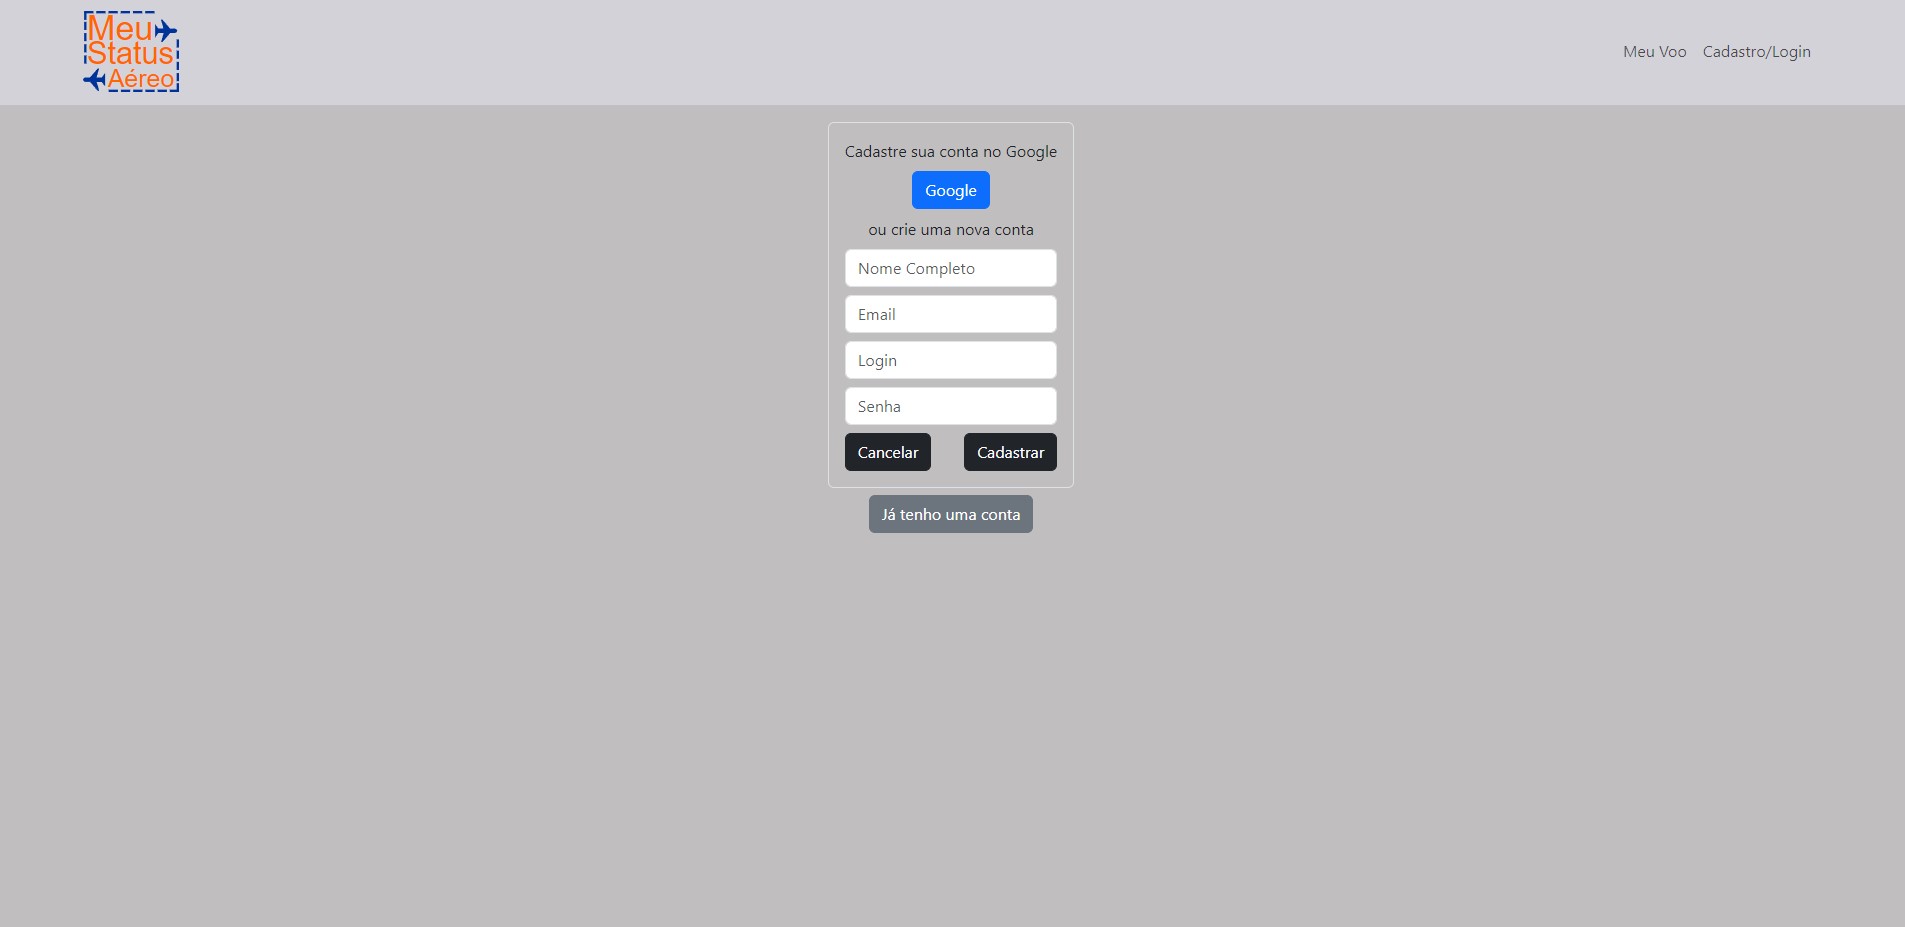 Meu
Status
Aéreo
Meu Voo
Cadastro/Login
Cadastre sua conta no Google
Google
ou crie uma nova conta
Nome Completo
Email
Login
Senha
Cancelar
Cadastrar
Já tenho uma conta